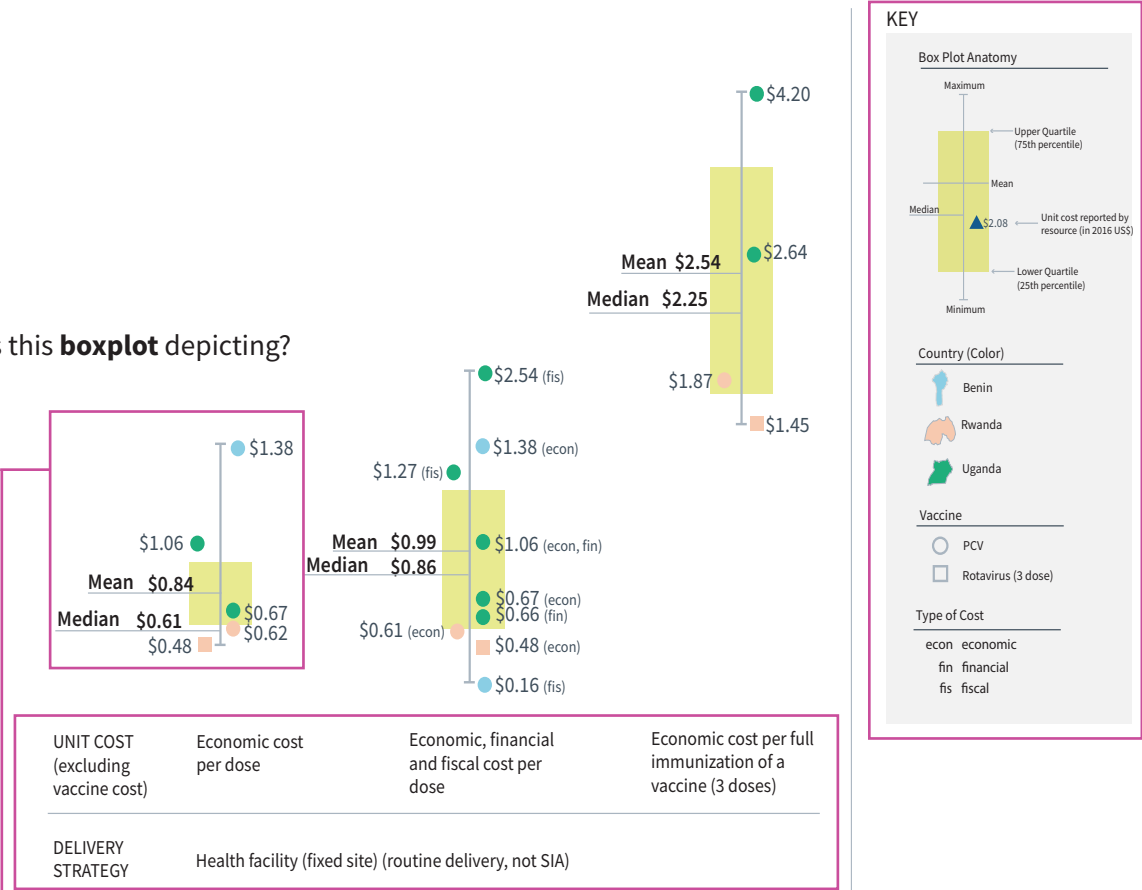 s this boxplot depicting?
$1.38
$1.06
Mean $0.84
Median $0.61
$0.67
$0.62
$0.48
$2.54 (fis)
$1.38 (econ)
$1.27 (fis)
Mean $0.99
Median $0.86
$1.06 (econ, fin)
$0.67 (econ)
$0.66 (fin)
$0.61 (econ)
$0.48 (econ)
$0.16 (fis)
$4.20
$2.64
Mean $2.54
Median $2.25
$1.87
$1.45
UNIT COST
(excluding
vaccine cost)
Economic cost
per dose
Economic, financial
and fiscal cost per
dose
Economic cost per full
immunization of a
vaccine (3 doses)
DELIVERY
STRATEGY
Health facility (fixed site) (routine delivery, not SIA)
KEY
Box Plot Anatomy
Maximum
Upper Quartile
(75th percentile)
Mean
Median
$2.08
Unit cost reported by
resource (in 2016 US$)
Lower Quartile
(25th percentile)
Minimum
Country (Color)
Benin
Rwanda
Uganda
Vaccine
PCV
Rotavirus (3 dose)
Type of Cost
econ economic
fin financial
fis fiscal